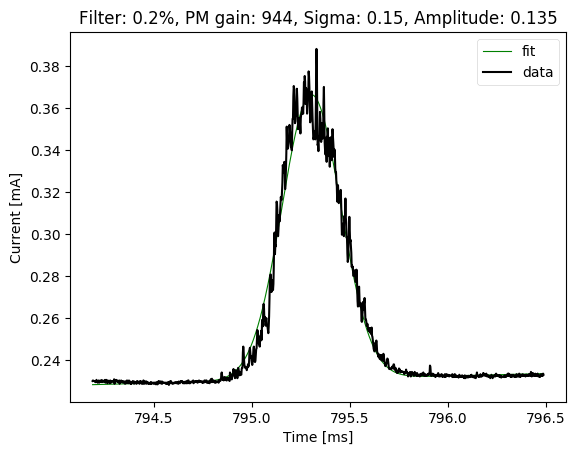 Filter: 0.2%, PM gain: 944, Sigma: 0.15, Amplitude: 0.135
fit
data
0.38
0.36
0.34
0.32
0.30
0.28
0.26
0.24
Current [mA]
794.5
795.0
795.5
796.0
796.5
Time [ms]